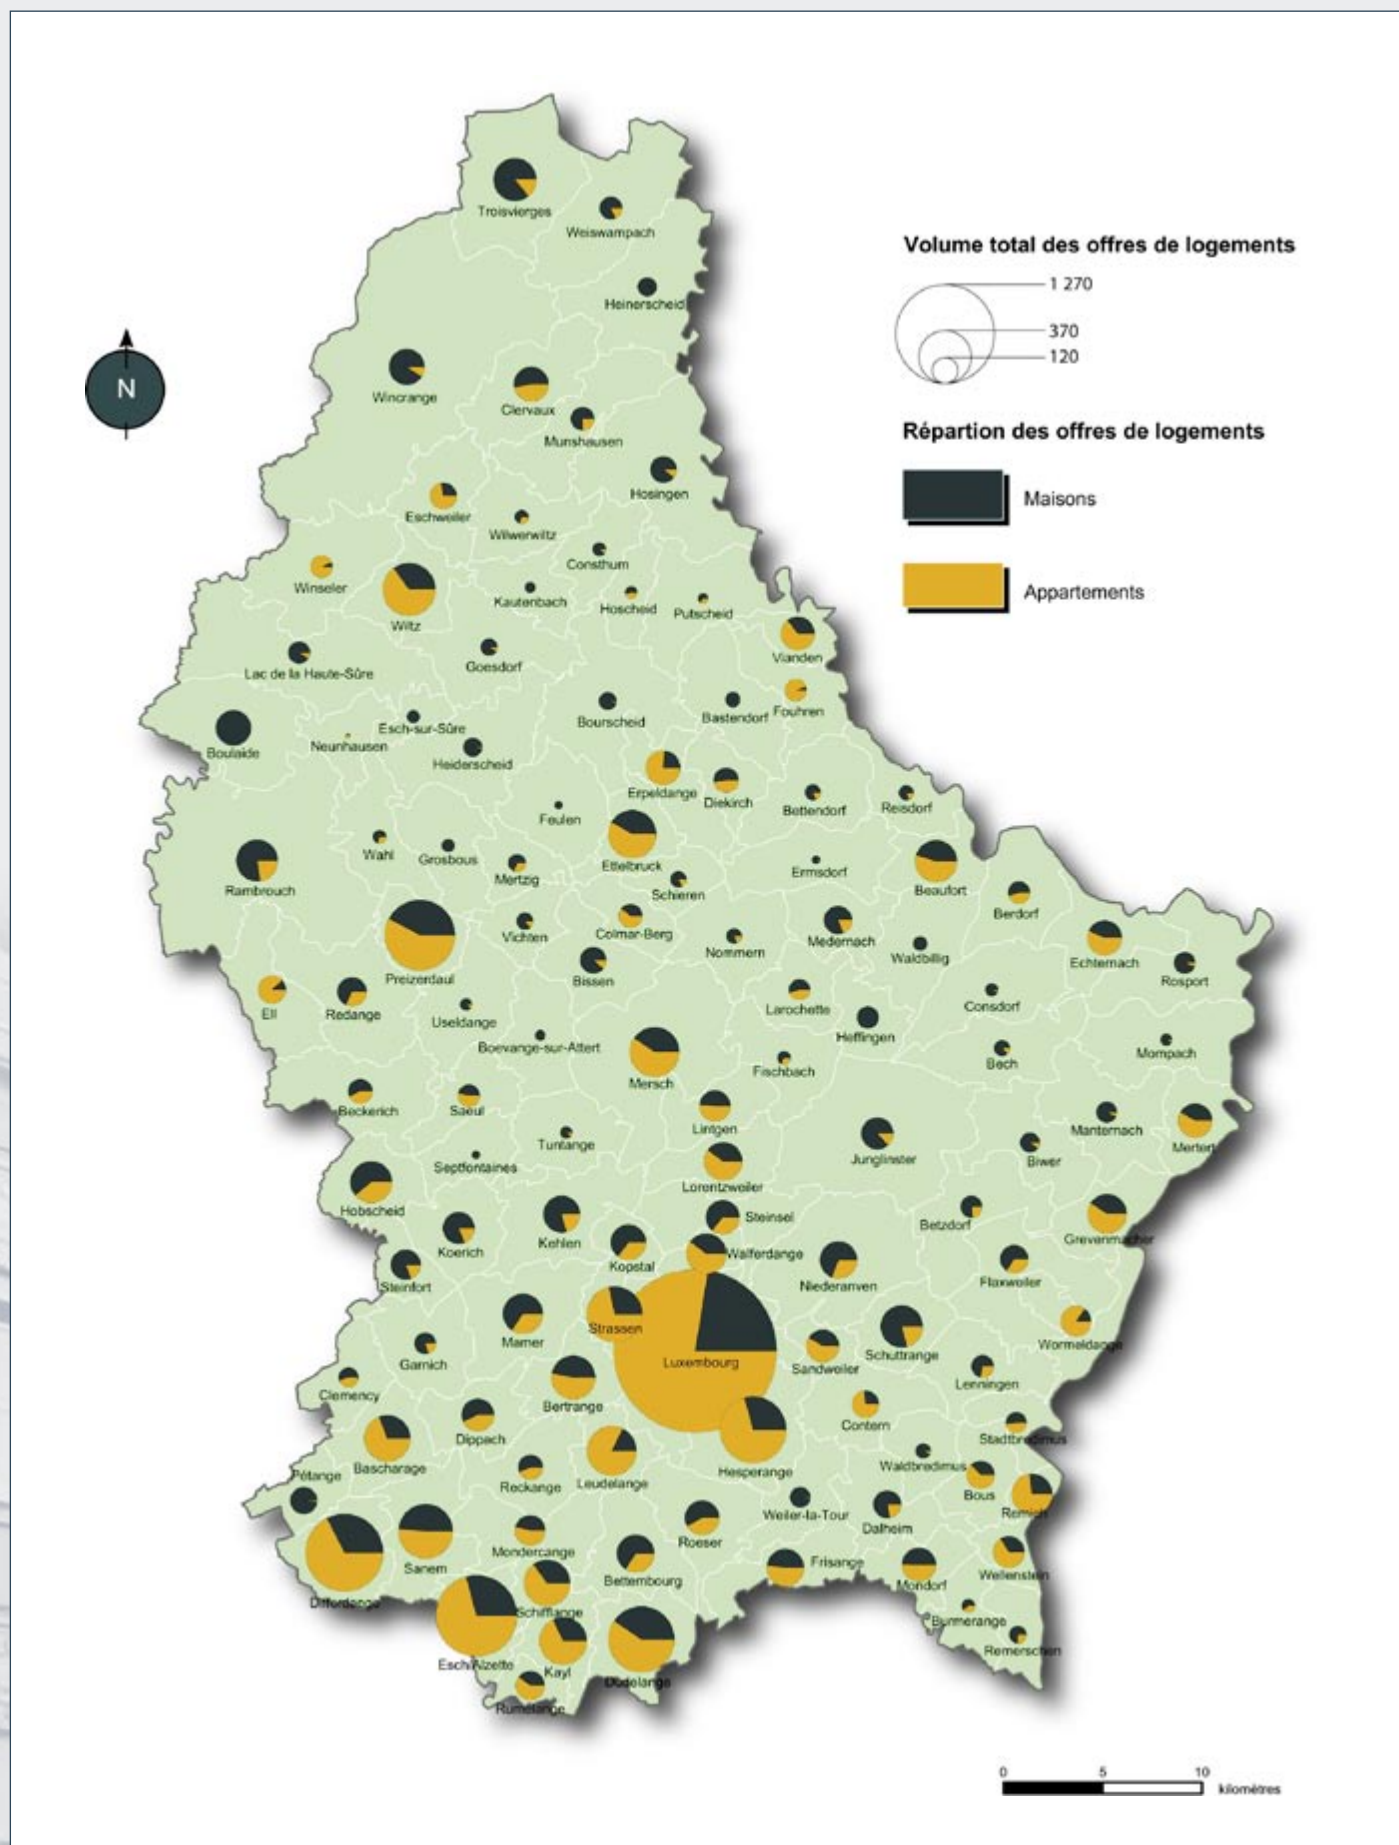 Troisvierges
Weiswampach
Volume total des offres de logements
1 270
370
120
Heinerscheid
N
Wincrange
Clervaux
Munshausen
Répartion des offres de logements
Maisons
Appartements
Hosingen
Eschweiler
Wilwerwiltz
Consthum
Winseler
Kautenbach
Hoscheid
Putscheid
Wiltz
Vianden
Goesdorf
Lac de la Haute-Sûre
Bourscheid
Bastendorf
Fouhren
Esch-sur-Sûre
Neunhausen
Boulaide
Heiderscheid
Erpeldange
Diekirch
Bettendorf
Reisdorf
Feulen
Wahl
Grosbous
Ettelbruck
Ermsdorf
Mertzig
Rambrouch
Schieren
Beaufort
Berdorf
Vichten
Colmar-Berg
Nommern
Medernach
Waldbillig
Echternach
Preizerdaul
Bissen
Rosport
Ell
Redange
Useldange
Larochette
Consdorf
Heffingen
Boevange-sur-Attert
Mersch
Fischbach
Bech
Mompach
Beckerich
Saeul
Lintgen
Manternach
Mertert
Tuntange
Junglinster
Biwer
Septfontaines
Lorentzweiler
Hobscheid
Steinsel
Betzdorf
Grevenmacher
Koerich
Kehlen
Kopstal
Walferdange
Steinfort
Niederanven
Flaxweiler
Mamer
Strassen
Luxembourg
Sandweiler
Schuttrange
Wormeldange
Garnich
Clemency
Bertrange
Lenningen
Contern
Dippach
Stadtbredimus
Bascharage
Pétange
Reckange
Leudelange
Hesperange
Waldbredimus
Bous
Remich
Weiler-la-Tour
Dalheim
Roeser
Mondercange
Sanem
Bettembourg
Frisange
Mondorf
Wellenstein
Differdange
Schifflange
Burmerange
Remerschen
Esch/Alzette
Kayl
Dudelange
Rumelange
0 5 10
kilomètres